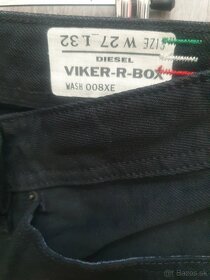 SIZE W 27 L.32
DIESEL
VIKER-R-BOX
WASH 008XE
bazos.sk